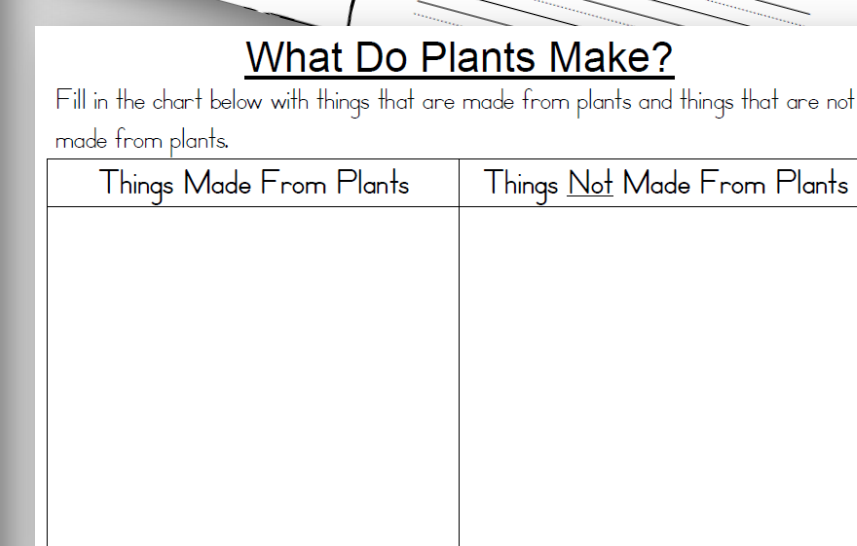 What Do Plants Make?
Fill in the chart below with things that are made from plants and things that are not
made from plants.
Things Made From Plants
Things Not Made From Plants